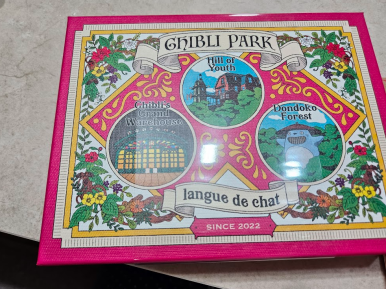 GHIBLI PARK
Hill of
Youth
Ghibli's
Grand
Warehouse
Dondoko
Forest
langue de chat
SINCE 2022